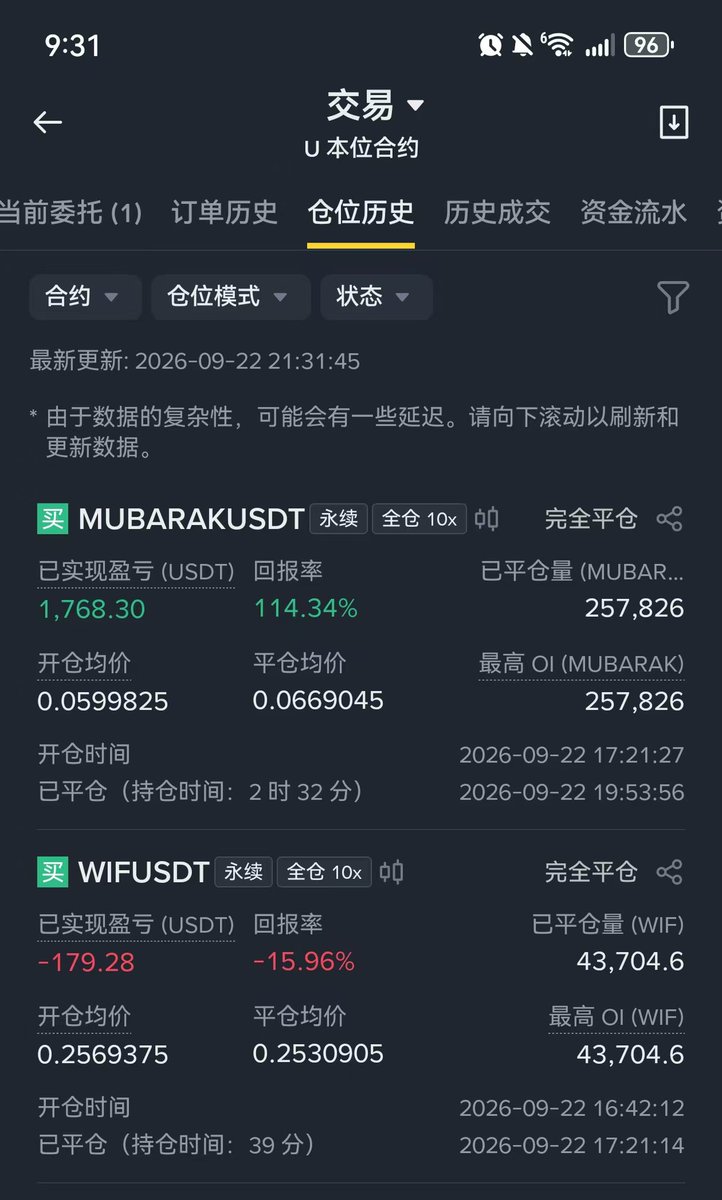 9:31
6
96
交易
U 本位合约
当前委托 (1) 订单历史 仓位历史 历史成交 资金流水
合约 仓位模式 状态
最新更新: 2026-09-22 21:31:45
* 由于数据的复杂性，可能会有一些延迟。请向下滚动以刷新和
更新数据。
买 MUBARAKUSDT 永续 全仓 10x 完全平仓
已实现盈亏 (USDT) 回报率 已平仓量 (MUBAR...
1,768.30 114.34% 257,826
开仓均价 平仓均价 最高 OI (MUBARAK)
0.0599825 0.0669045 257,826
开仓时间 2026-09-22 17:21:27
已平仓（持仓时间： 2 时 32 分） 2026-09-22 19:53:56
买 WIFUSDT 永续 全仓 10x 完全平仓
已实现盈亏 (USDT) 回报率 已平仓量 (WIF)
-179.28 -15.96% 43,704.6
开仓均价 平仓均价 最高 OI (WIF)
0.2569375 0.2530905 43,704.6
开仓时间 2026-09-22 16:42:12
已平仓（持仓时间： 39 分） 2026-09-22 17:21:14